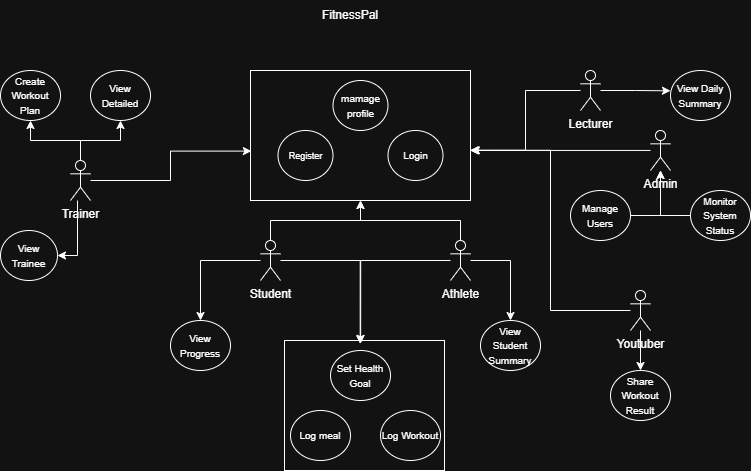 FitnessPal
Create
Workout
Plan
View
Detailed
mamage
profile
Register
Login
Lecturer
View Daily
Summary
Trainer
Admin
Manage
Users
Monitor
System
Status
View
Trainee
Student
Athlete
View
Progress
View
Student
Summary
Youtuber
Set Health
Goal
Log meal
Log Workout
Share
Workout
Result